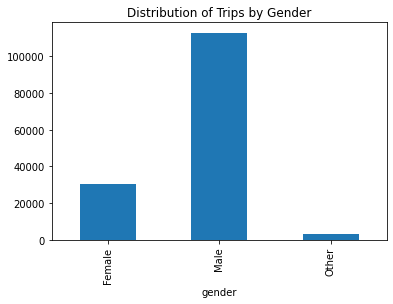 Distribution of Trips by Gender
100000
80000
60000
40000
20000
0
Female
Male
Other
gender